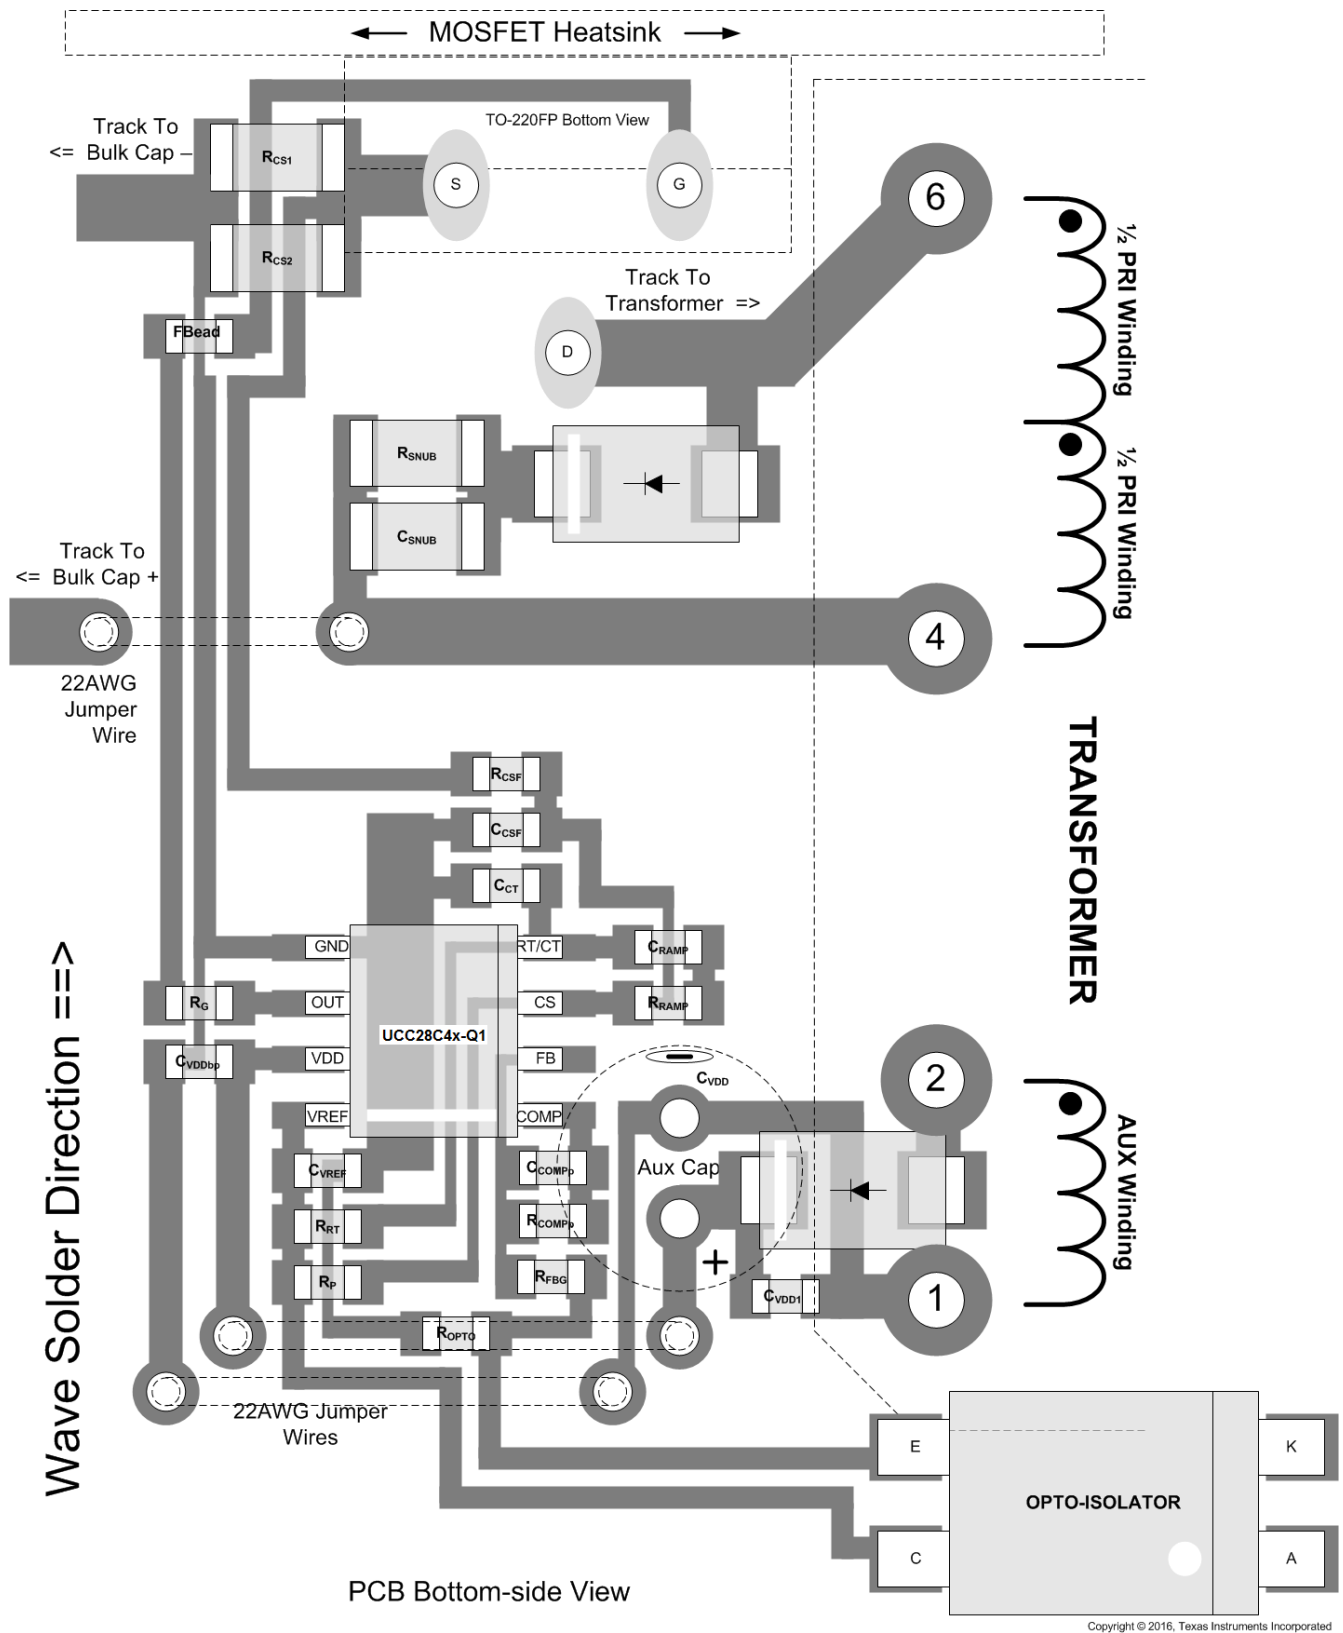 MOSFET Heatsink
Track To
<= Bulk Cap –
TO-220FP Bottom View
RCS1
S
G
6
½ PRI Winding
RCS2
Track To
Transformer =>
FBead
D
RSNUB
½ PRI Winding
CSNUB
Track To
<= Bulk Cap +
4
22AWG
Jumper
Wire
TRANSFORMER
RCSF
CCSF
CCT
Wave Solder Direction ==>
GND
RT/CT
CRAMP
RG
OUT
CS
RRAMP
UCC28C4x-Q1
CVDDbp
VDD
FB
–
CVDD
2
VREF
COMP
AUX Winding
CVREF
CCOMPp
Aux Cap
RRT
RCOMPp
+
RP
RFBG
CVDD1
1
ROPTO
22AWG Jumper
Wires
E
K
OPTO-ISOLATOR
C
A
PCB Bottom-side View
Copyright © 2016, Texas Instruments Incorporated